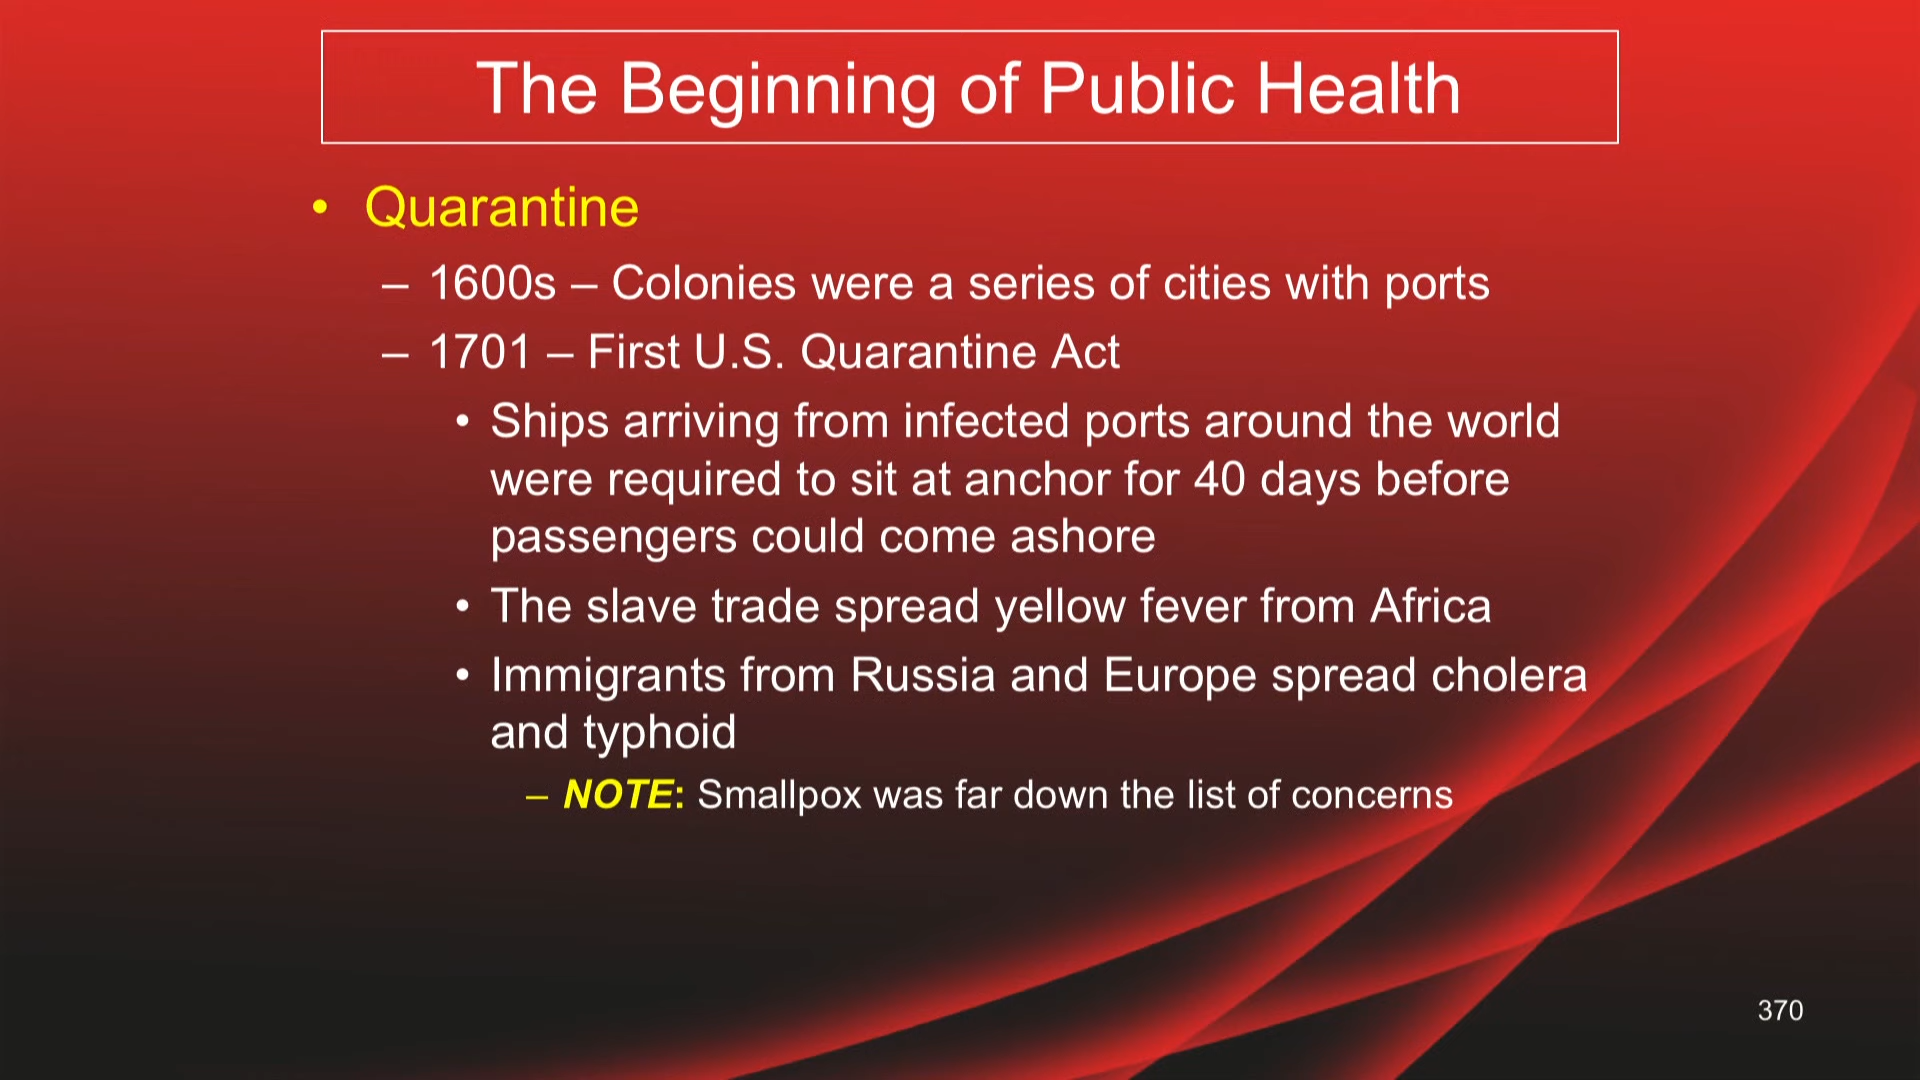 The Beginning of Public Health
• Quarantine
– 1600s – Colonies were a series of cities with ports
– 1701 – First U.S. Quarantine Act
• Ships arriving from infected ports around the world
were required to sit at anchor for 40 days before
passengers could come ashore
• The slave trade spread yellow fever from Africa
• Immigrants from Russia and Europe spread cholera
and typhoid
– NOTE: Smallpox was far down the list of concerns
370